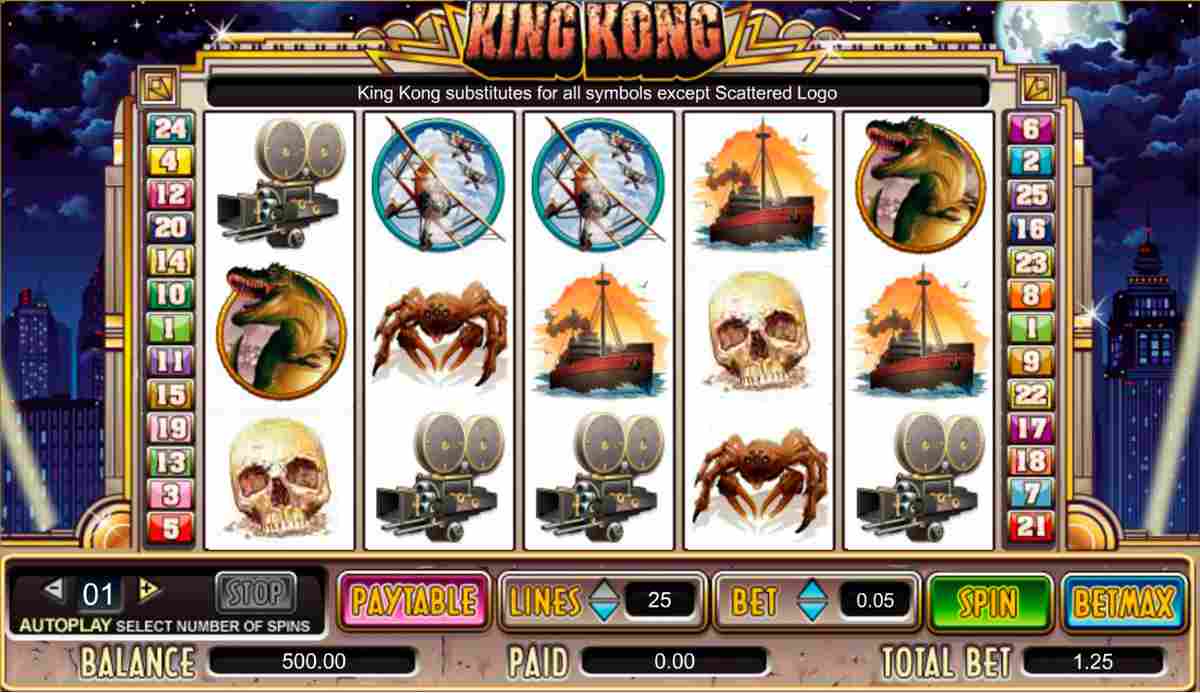 KING KONG
King Kong substitutes for all symbols except Scattered Logo
24
4
12
20
14
10
1
11
15
19
13
3
5
6
2
25
16
23
8
1
9
22
17
18
7
21
01
STOP
AUTOPLAY SELECT NUMBER OF SPINS
PAYTABLE
LINES 25
BET 0.05
SPIN
BETMAX
BALANCE 500.00
PAID 0.00
TOTAL BET 1.25